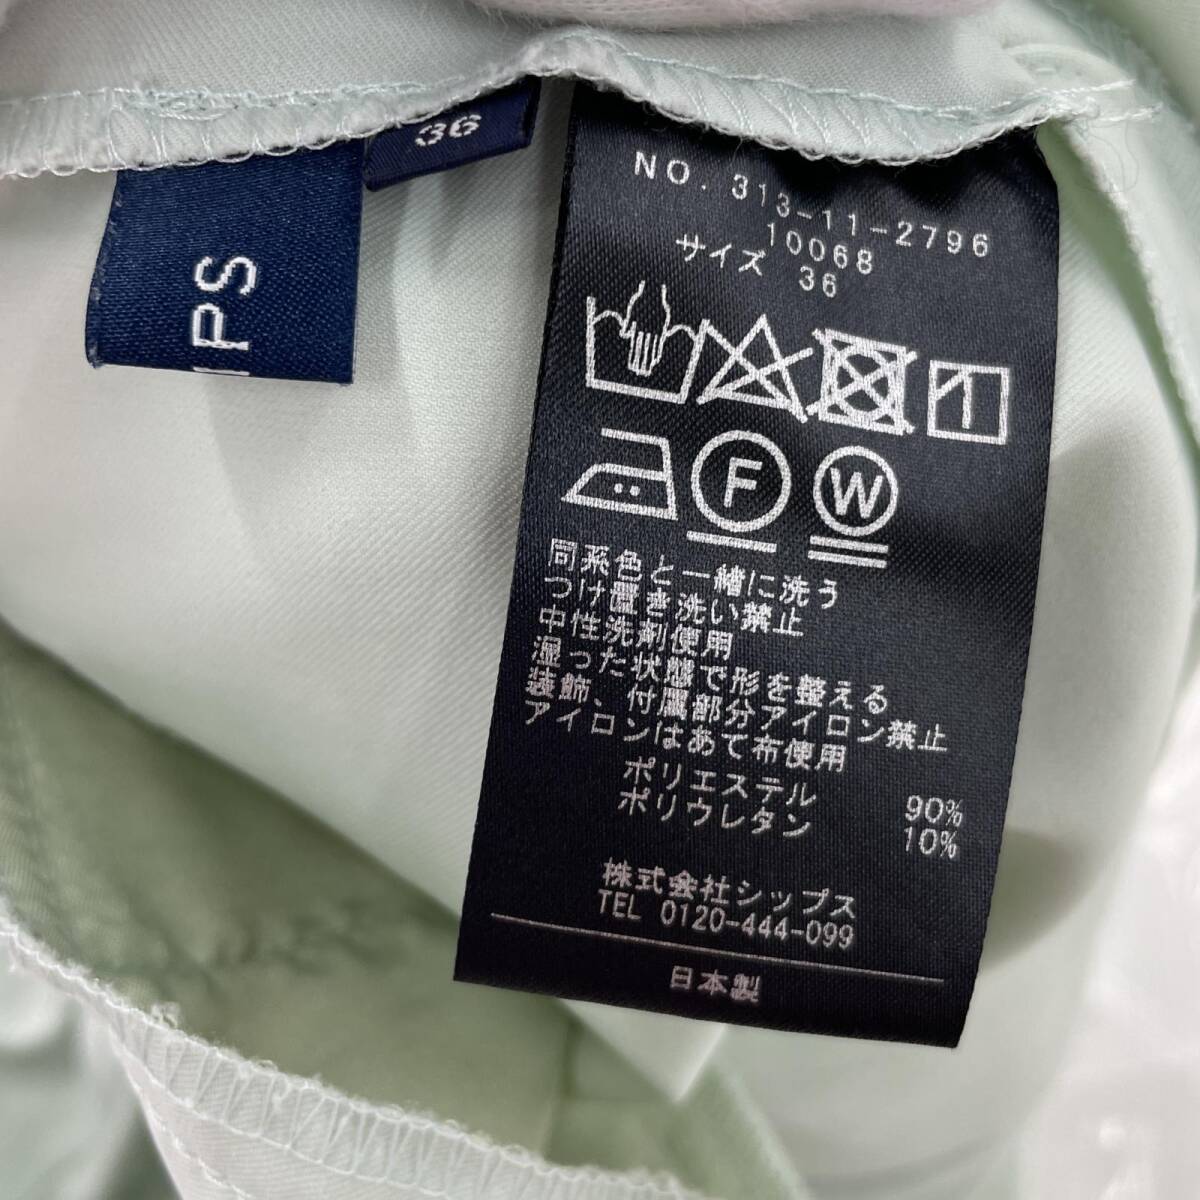 36
IPS
NO. 313-11-2796
10068
サイズ 36
F
W
同系色と一緒に洗う
つけ置き洗い禁止
中性洗剤使用
湿った状態で形を整える
装飾、付属部分アイロン禁止
アイロンはあて布使用
ポリエステル 90%
ポリウレタン 10%
株式会社シップス
TEL 0120-444-099
日本製